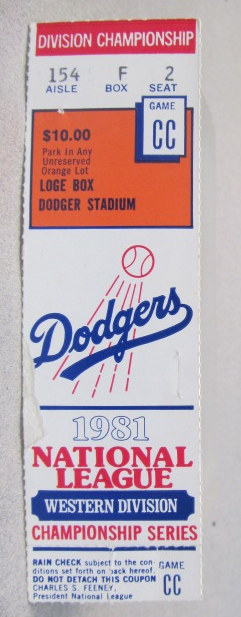 DIVISION CHAMPIONSHIP
154 F 2
AISLE BOX SEAT
GAME
CC
$10.00
Park In Any
Unreserved
Orange Lot
LOGE BOX
DODGER STADIUM
Dodgers
1981
NATIONAL
LEAGUE
WESTERN DIVISION
CHAMPIONSHIP SERIES
RAIN CHECK subject to the con
ditions set forth on back hereof.
DO NOT DETACH THIS COUPON
CHARLES S. FEENEY,
President National League
GAME
CC